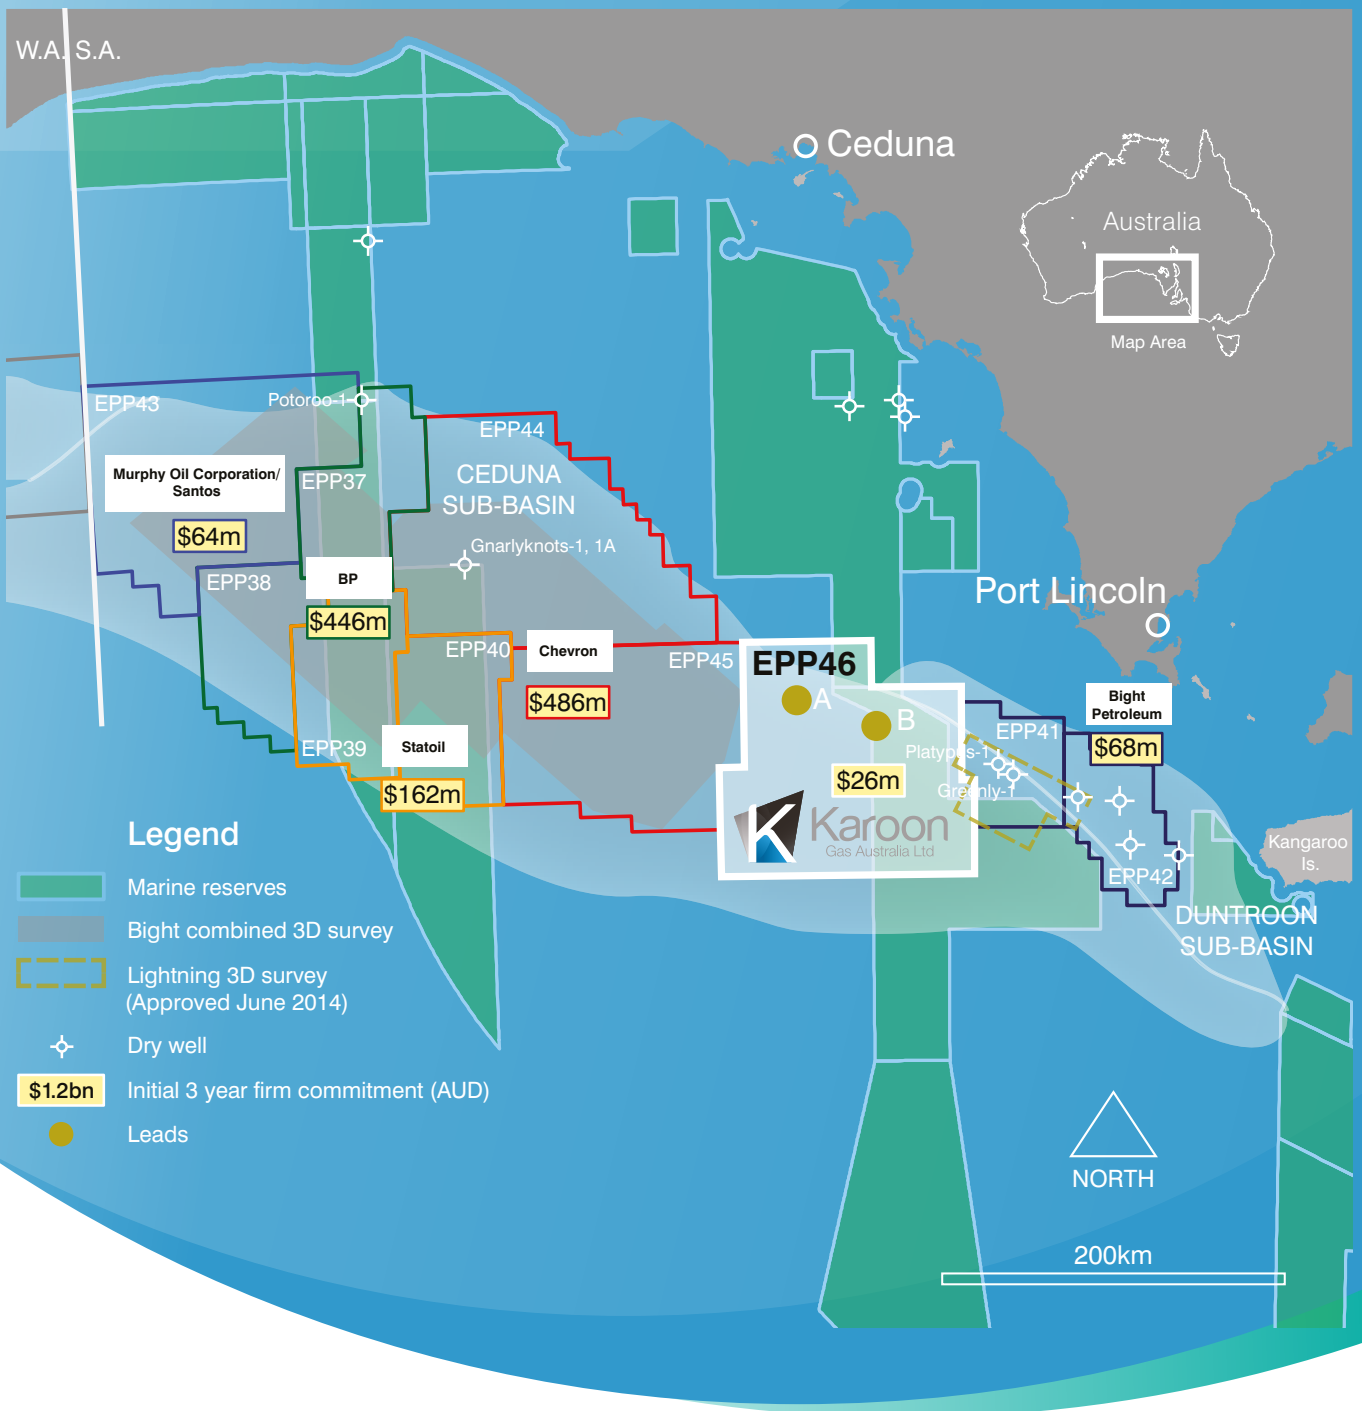 W.A. S.A.
Ceduna
Australia
Map Area
EPP43
Potoroo-1
EPP44
Murphy Oil Corporation/
Santos
$64m
EPP37
CEDUNA
SUB-BASIN
Gnarlyknots-1, 1A
EPP38
BP
$446m
Port Lincoln
EPP40
Chevron
$486m
EPP45
EPP46
A
B
Bight
Petroleum
$68m
EPP41
EPP39
Statoil
$162m
Platypus-1
Greenly-1
$26m
Karoon
Gas Australia Ltd
Kangaroo
Is.
EPP42
DUNTROON
SUB-BASIN
Legend
Marine reserves
Bight combined 3D survey
Lightning 3D survey
(Approved June 2014)
Dry well
$1.2bn Initial 3 year firm commitment (AUD)
Leads
NORTH
200km